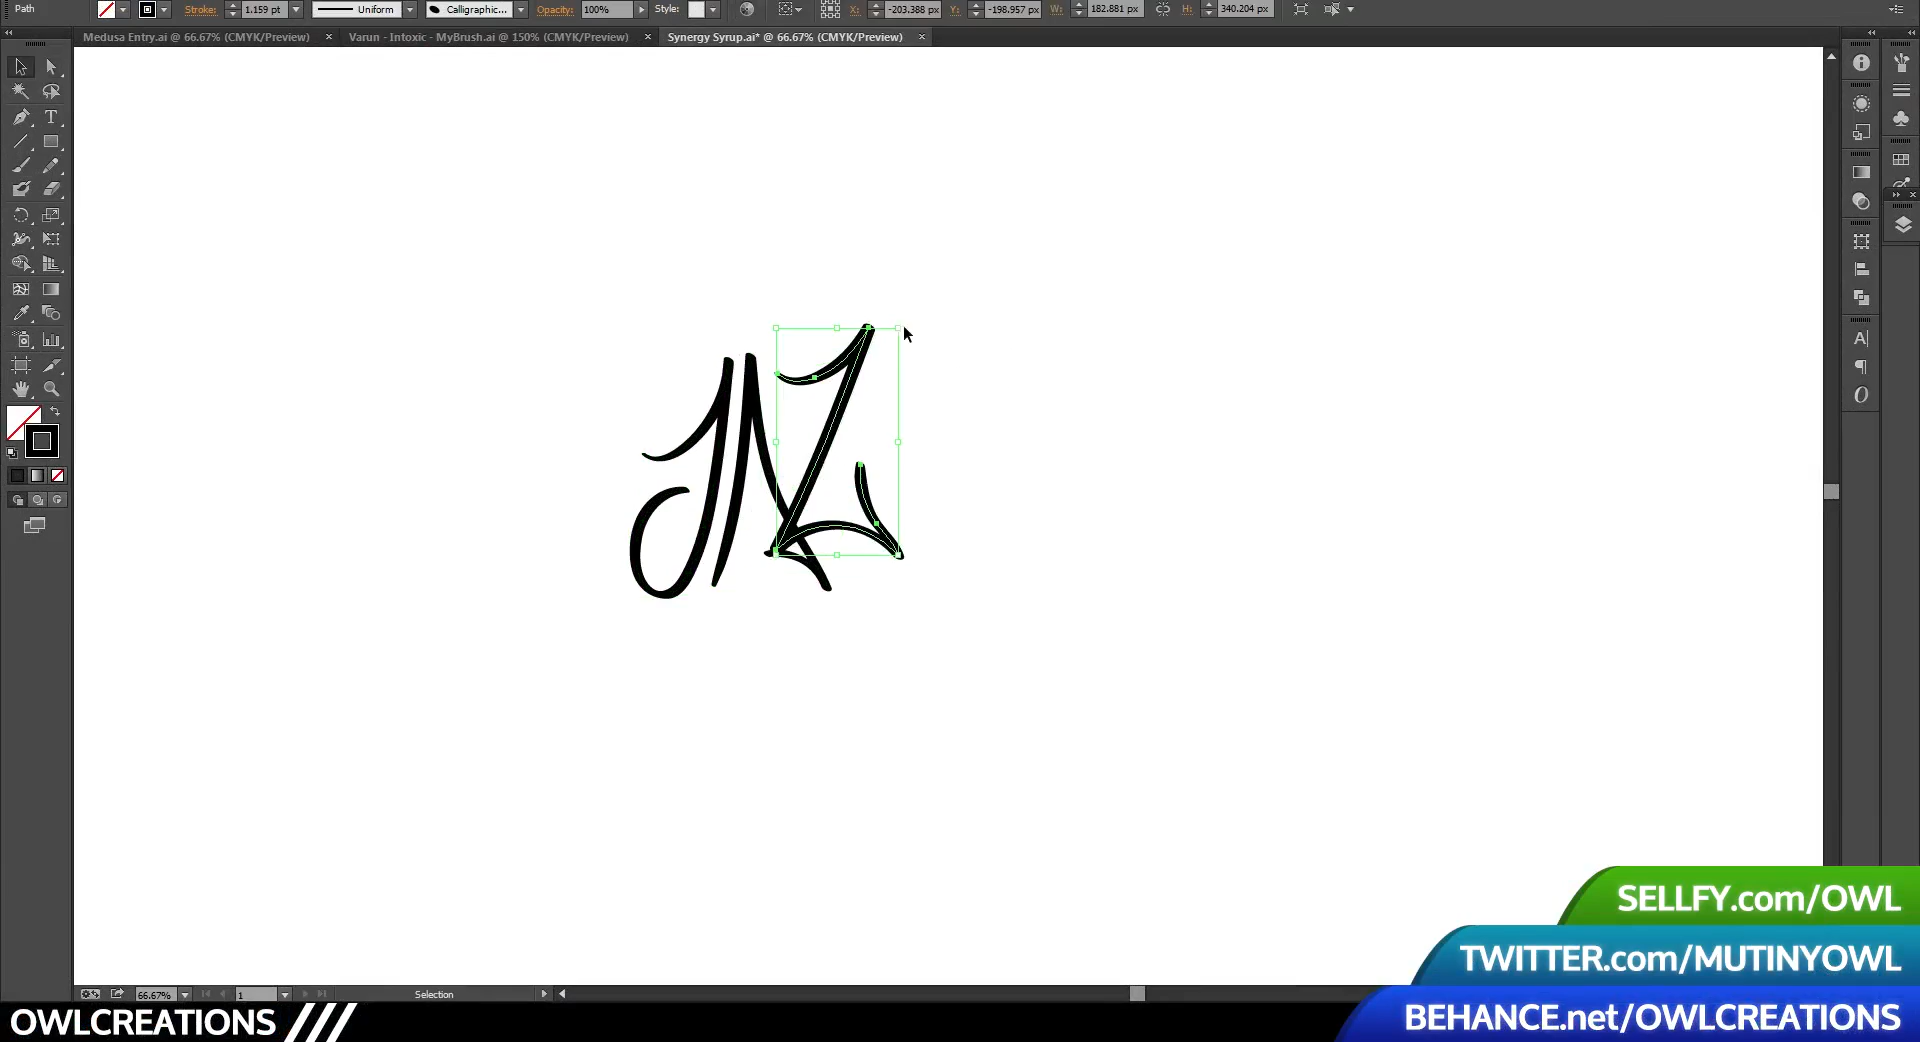 Path Stroke: 1.159 pt Uniform Calligraphic... Opacity: 100% Style: X: -203.388 px Y: -198.957 px W: 182.881 px H: 340.204 px
Medusa Entry.ai @ 66.67% (CMYK/Preview) × Varun - Intoxic - MyBrush.ai @ 150% (CMYK/Preview) × Synergy Syrup.ai* @ 66.67% (CMYK/Preview) ×
66.67% 1 Selection
SELLFY.com/OWL
TWITTER.com/MUTINYOWL
BEHANCE.net/OWLCREATIONS
OWLCREATIONS